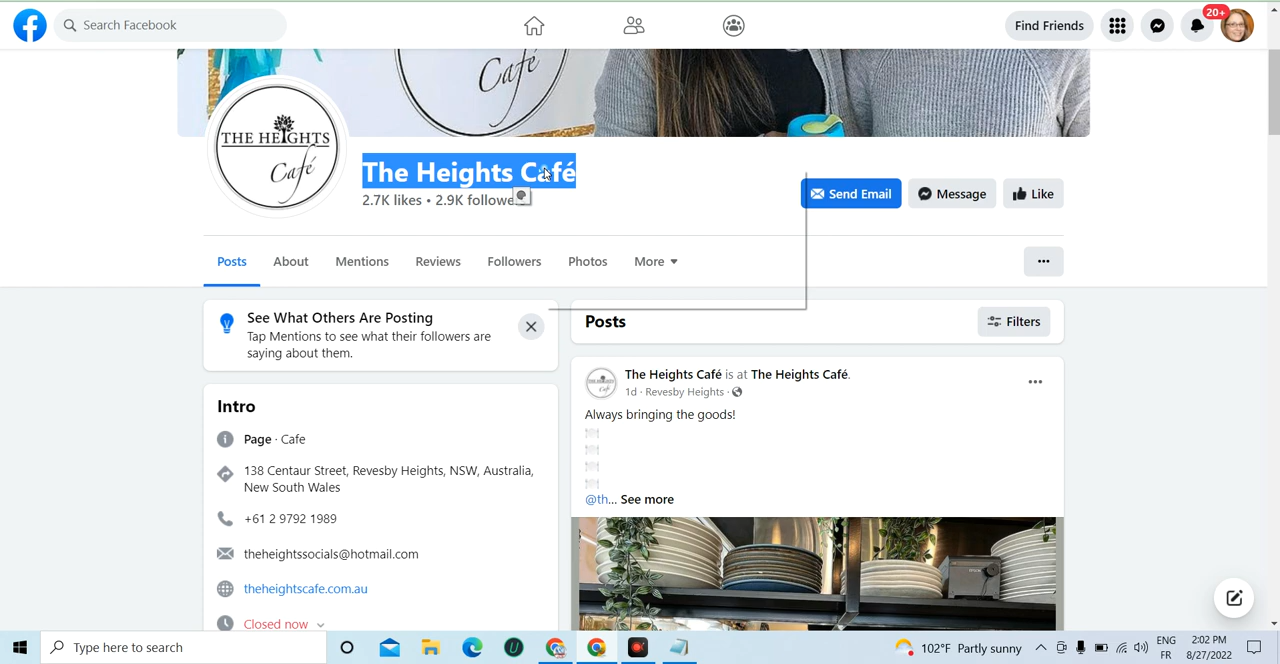 Search Facebook
Find Friends
20+
Café
THE HEIGHTS
Café
The Heights Café
2.7K likes • 2.9K followe
Send Email
Message
Like
Posts
About
Mentions
Reviews
Followers
Photos
More
See What Others Are Posting
Tap Mentions to see what their followers are
saying about them.
Intro
Page · Cafe
138 Centaur Street, Revesby Heights, NSW, Australia,
New South Wales
+61 2 9792 1989
theheightssocials@hotmail.com
theheightscafe.com.au
Closed now
Posts
Filters
The Heights Café is at The Heights Café.
1d · Revesby Heights ·
Always bringing the goods!
@th... See more
Type here to search
102°F Partly sunny
ENG
FR
2:02 PM
8/27/2022